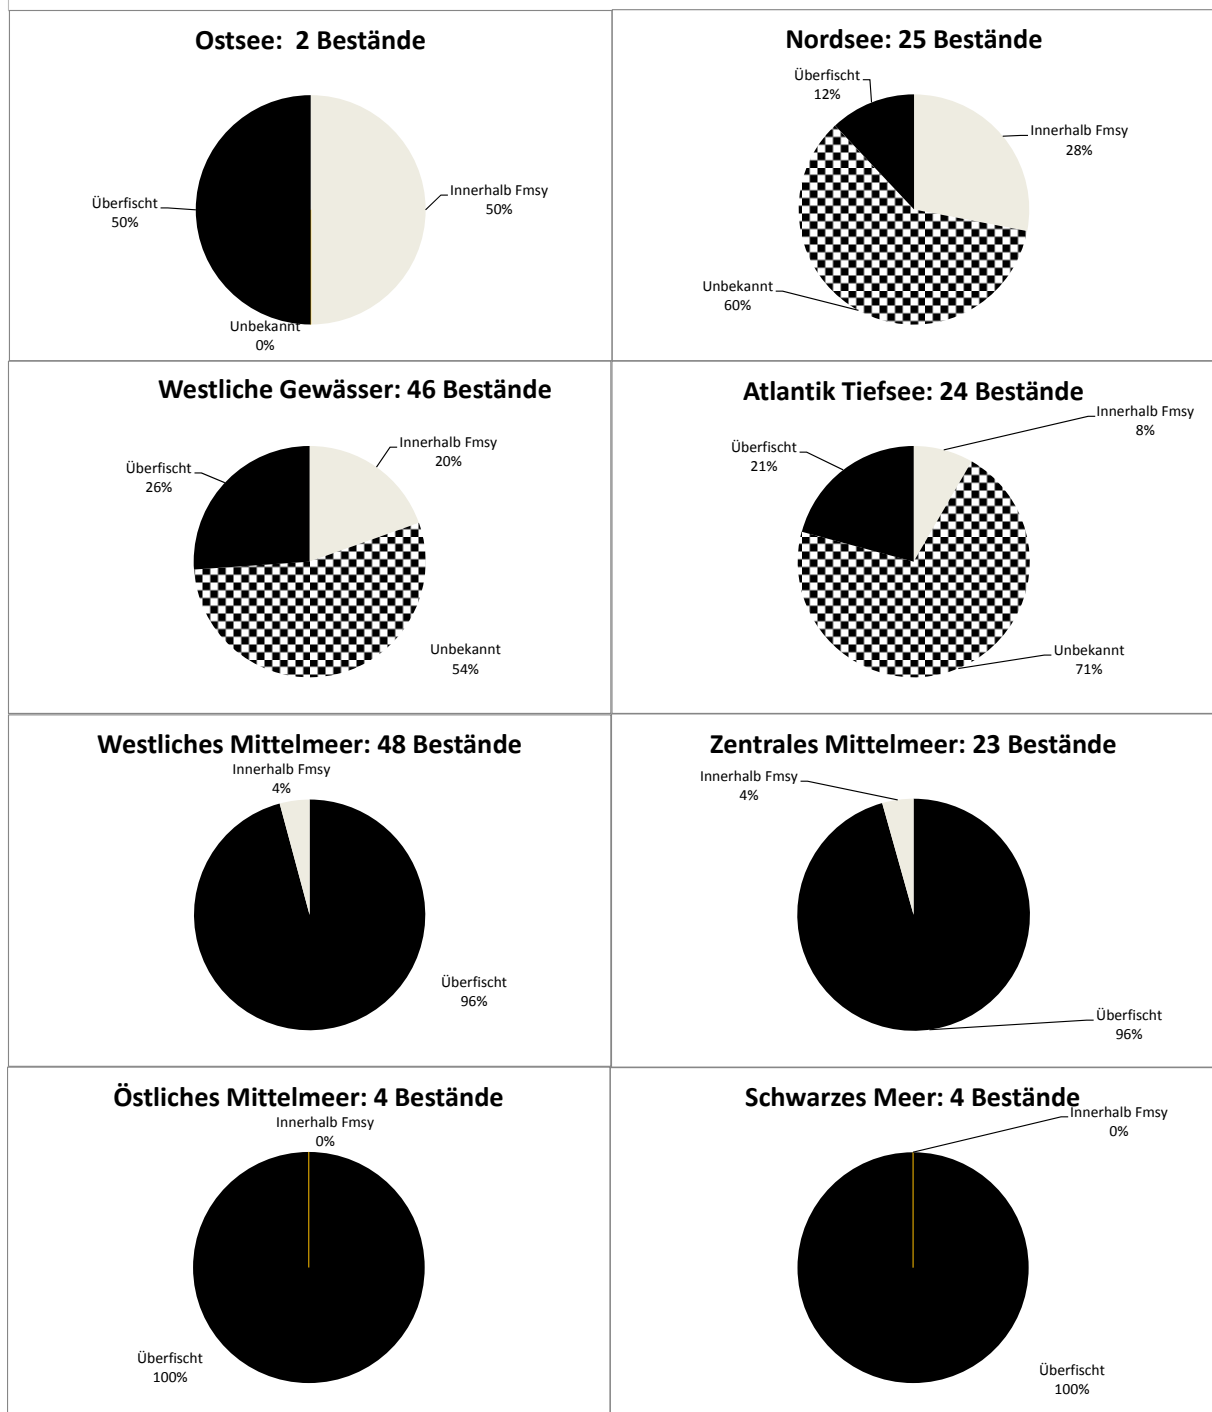 Ostsee: 2 Bestände
Überfischt
50%
Innerhalb Fmsy
50%
Unbekannt
0%
Nordsee: 25 Bestände
Überfischt
12%
Innerhalb Fmsy
28%
Unbekannt
60%
Westliche Gewässer: 46 Bestände
Innerhalb Fmsy
20%
Überfischt
26%
Unbekannt
54%
Atlantik Tiefsee: 24 Bestände
Innerhalb Fmsy
8%
Überfischt
21%
Unbekannt
71%
Westliches Mittelmeer: 48 Bestände
Innerhalb Fmsy
4%
Überfischt
96%
Zentrales Mittelmeer: 23 Bestände
Innerhalb Fmsy
4%
Überfischt
96%
Östliches Mittelmeer: 4 Bestände
Innerhalb Fmsy
0%
Überfischt
100%
Schwarzes Meer: 4 Bestände
Innerhalb Fmsy
0%
Überfischt
100%